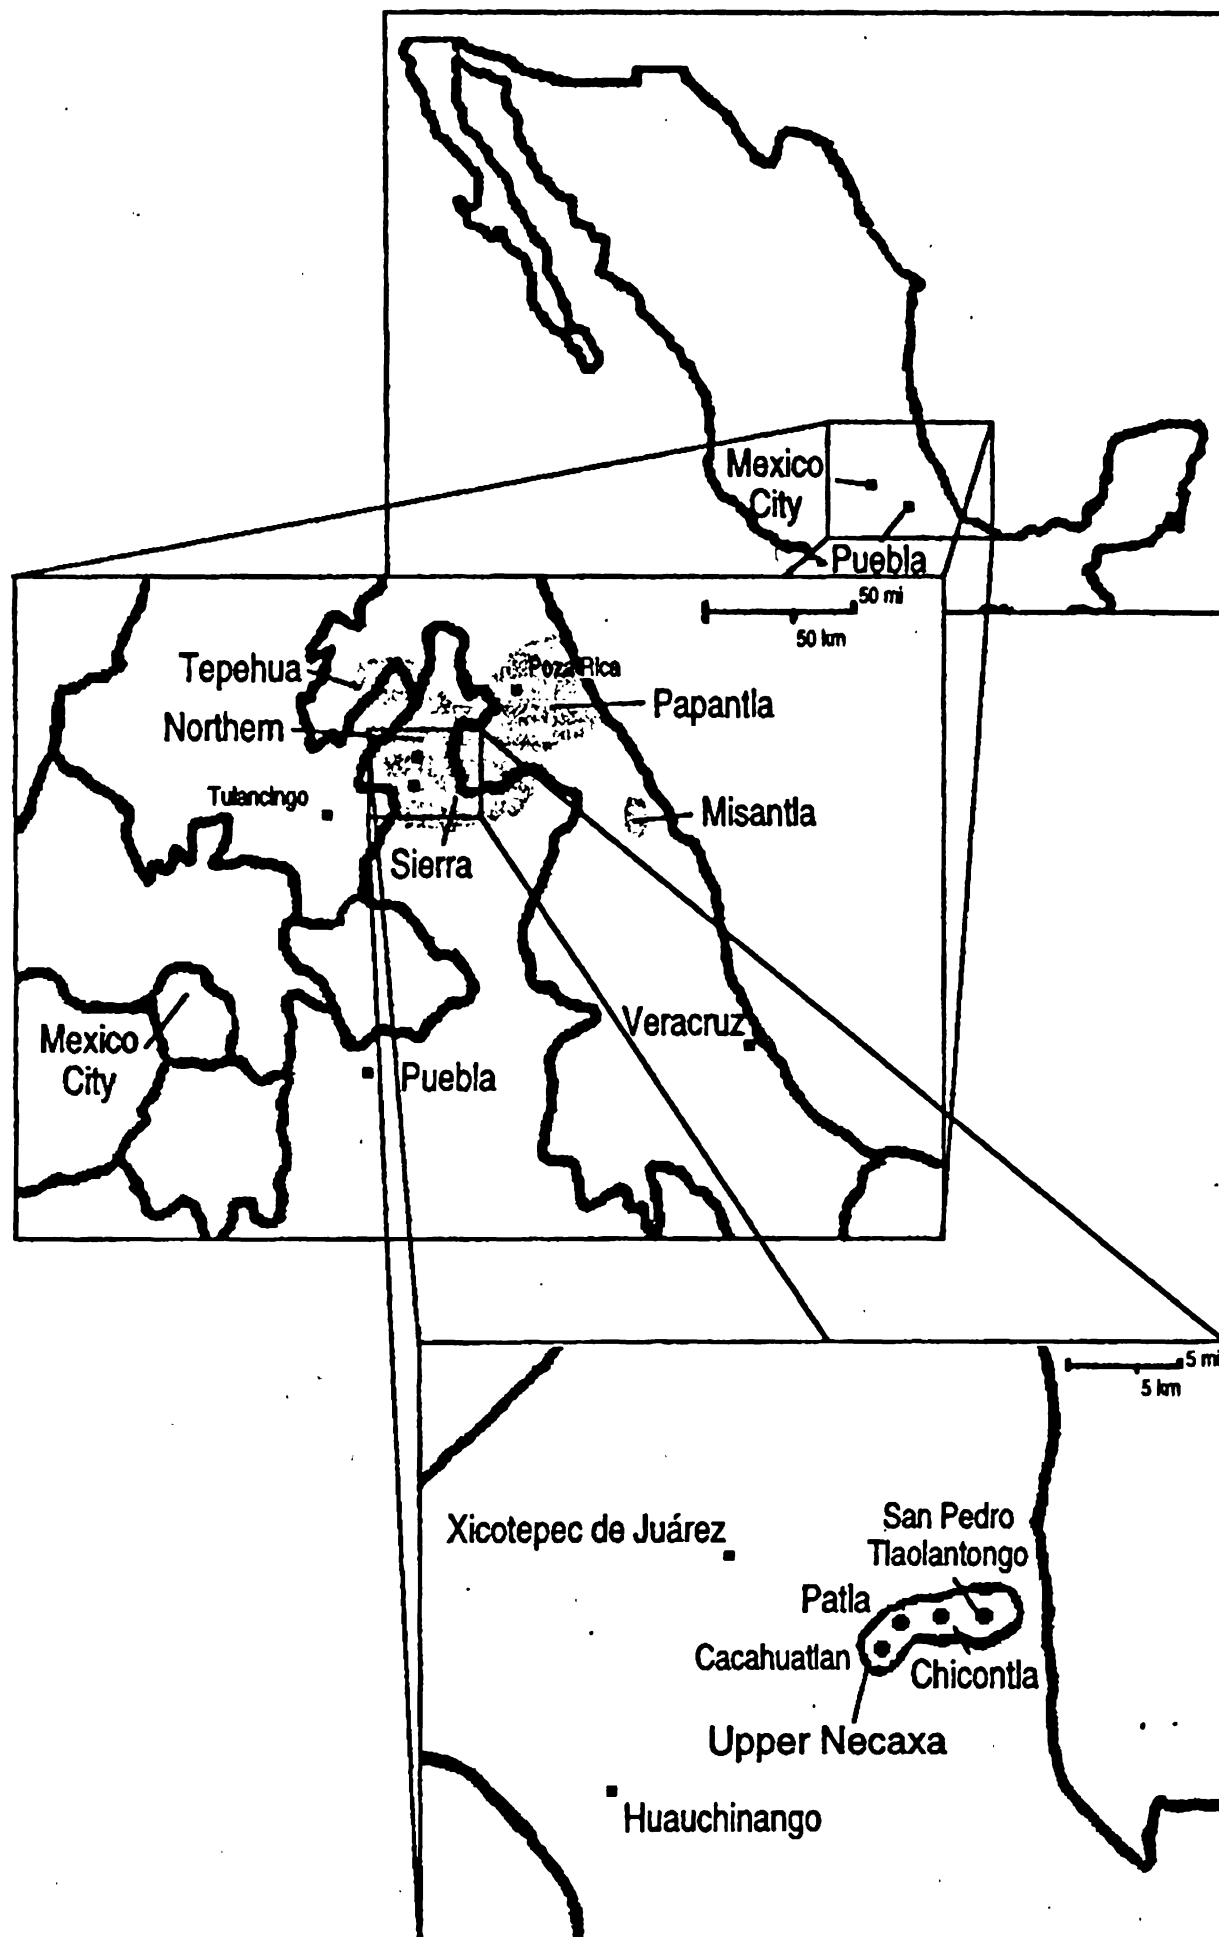 Mexico
City
Puebla
50 mi
50 km
Tepehua
Poza Rica
Papantla
Northern
Tulancingo
Misantla
Sierra
Veracruz
Mexico
City
Puebla
5 mi
5 km
Xicotepec de Juárez
San Pedro
Tlaolantongo
Patla
Cacahuatlan
Chicontla
Upper Necaxa
Huauchinango